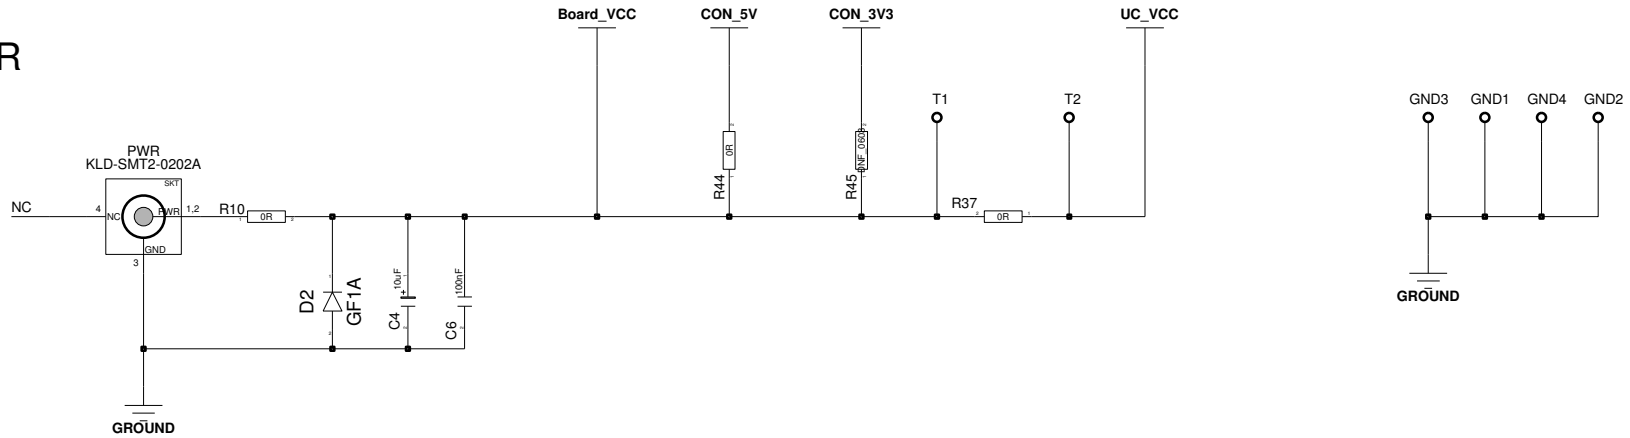 Board_VCC CON_5V CON_3V3 UC_VCC
R
T1 T2 GND3 GND1 GND4 GND2
PWR
KLD-SMT2-0202A
SKT
0R DNF_0603
R44 R45
NC 4 NC PWR 1,2 R10 0R R37 0R
GND
3
D2 GF1A 10uF + C4 100nF C6
GROUND
GROUND